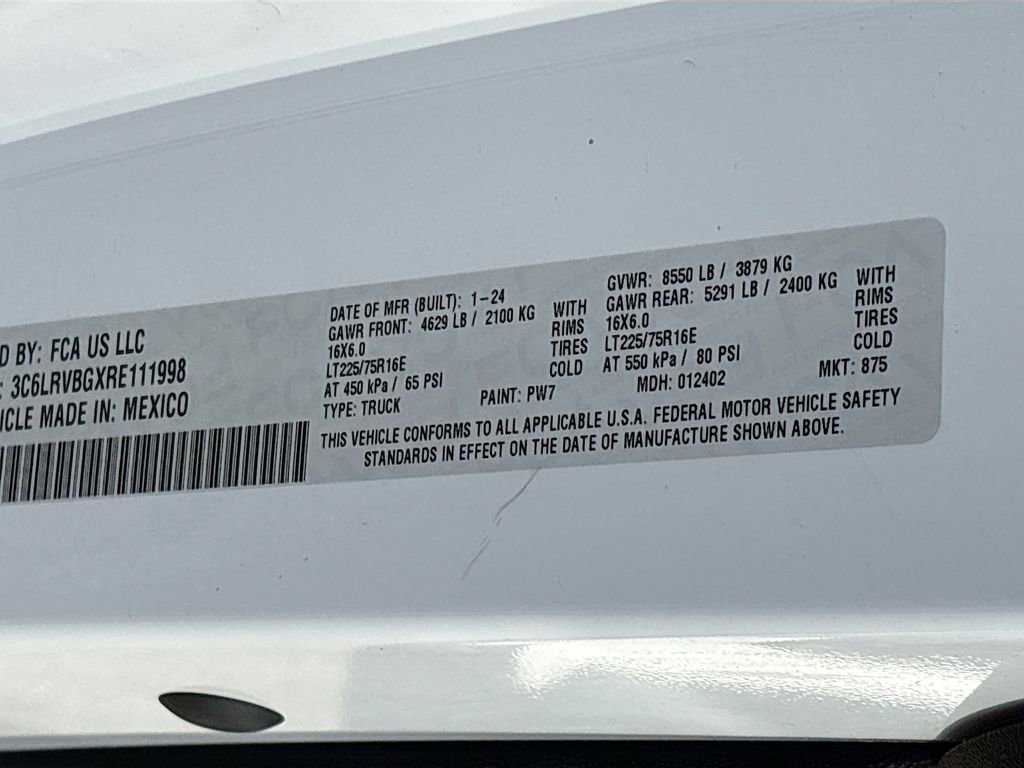 D BY: FCA US LLC
: 3C6LRVBGXRE111998
ICLE MADE IN: MEXICO
DATE OF MFR (BUILT): 1-24
GAWR FRONT: 4629 LB / 2100 KG WITH
16X6.0 RIMS
LT225/75R16E TIRES
AT 450 kPa / 65 PSI COLD
TYPE: TRUCK PAINT: PW7
GVWR: 8550 LB / 3879 KG
GAWR REAR: 5291 LB / 2400 KG WITH
16X6.0 RIMS
LT225/75R16E TIRES
AT 550 kPa / 80 PSI COLD
MDH: 012402 MKT: 875
THIS VEHICLE CONFORMS TO ALL APPLICABLE U.S.A. FEDERAL MOTOR VEHICLE SAFETY
STANDARDS IN EFFECT ON THE DATE OF MANUFACTURE SHOWN ABOVE.